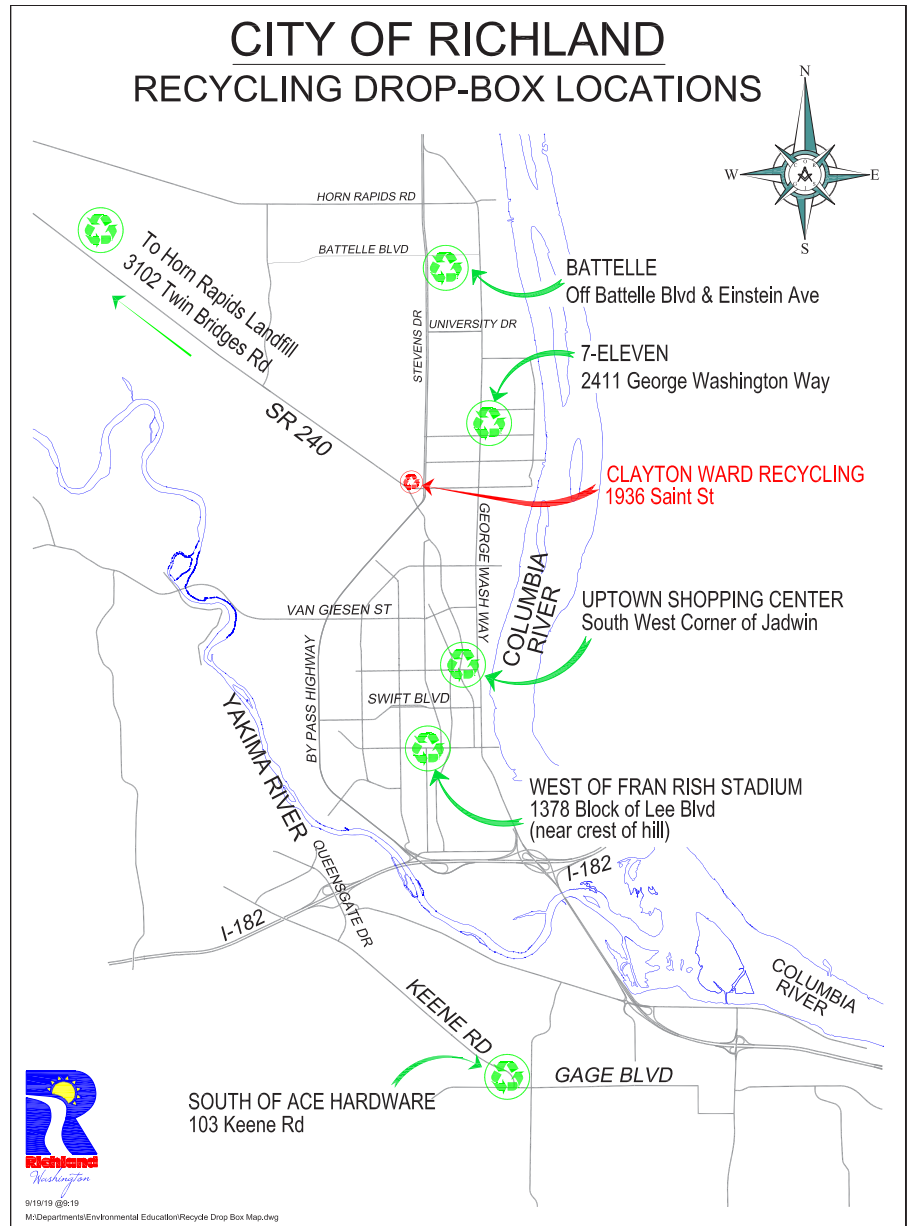 CITY OF RICHLAND
RECYCLING DROP-BOX LOCATIONS
N
W
E
S
HORN RAPIDS RD
BATTELLE BLVD
To Horn Rapids Landfill
3102 Twin Bridges Rd
BATTELLE
Off Battelle Blvd & Einstein Ave
UNIVERSITY DR
STEVENS DR
7-ELEVEN
2411 George Washington Way
SR 240
CLAYTON WARD RECYCLING
1936 Saint St
GEORGE WASH WAY
COLUMBIA
RIVER
VAN GIESEN ST
UPTOWN SHOPPING CENTER
South West Corner of Jadwin
BY PASS HIGHWAY
SWIFT BLVD
YAKIMA RIVER
WEST OF FRAN RISH STADIUM
1378 Block of Lee Blvd
(near crest of hill)
QUEENSGATE DR
I-182
I-182
COLUMBIA
RIVER
KEENE RD
GAGE BLVD
SOUTH OF ACE HARDWARE
103 Keene Rd
R
Richland
Washington
9/19/19 @9:19
M:\Departments\Environmental Education\Recycle Drop Box Map.dwg